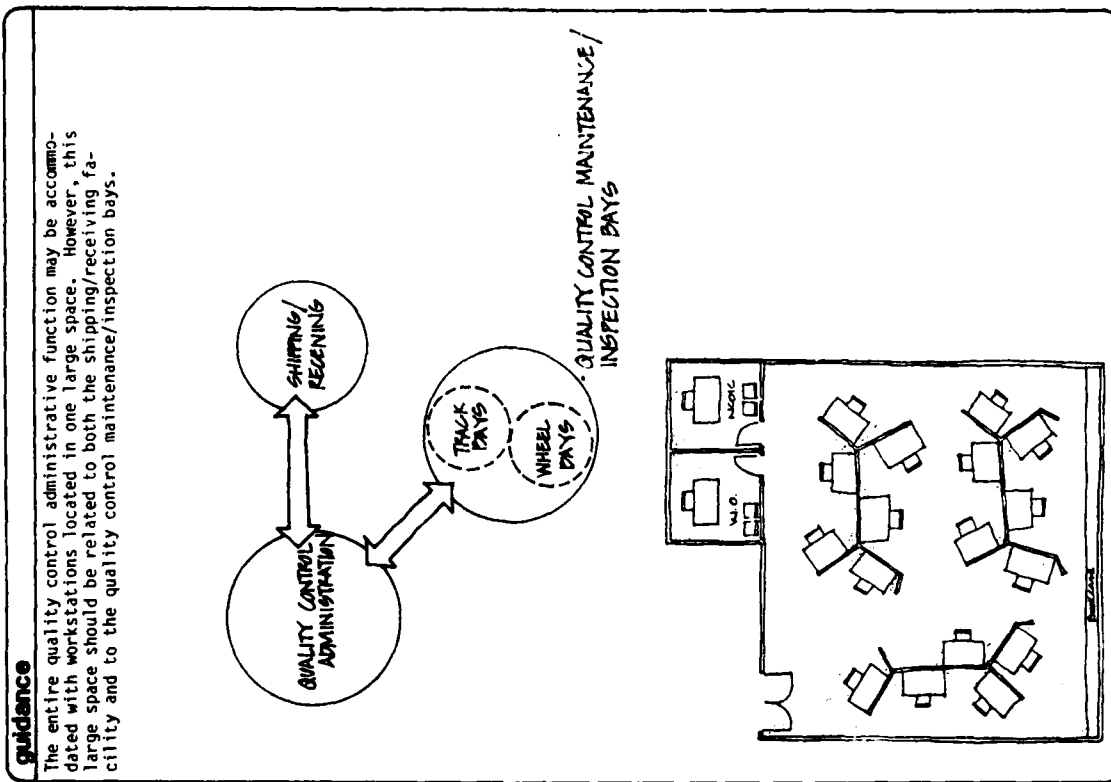 guidance
The entire quality control administrative function may be accommo-
dated with workstations located in one large space. However, this
large space should be related to both the shipping/receiving fa-
cility and to the quality control maintenance/inspection bays.
SHIPPING/
RECEIVING
QUALITY CONTROL
ADMINISTRATION
TRACK
BAYS
WHEEL
BAYS
QUALITY CONTROL MAINTENANCE/
INSPECTION BAYS
W.O.
NCOIC